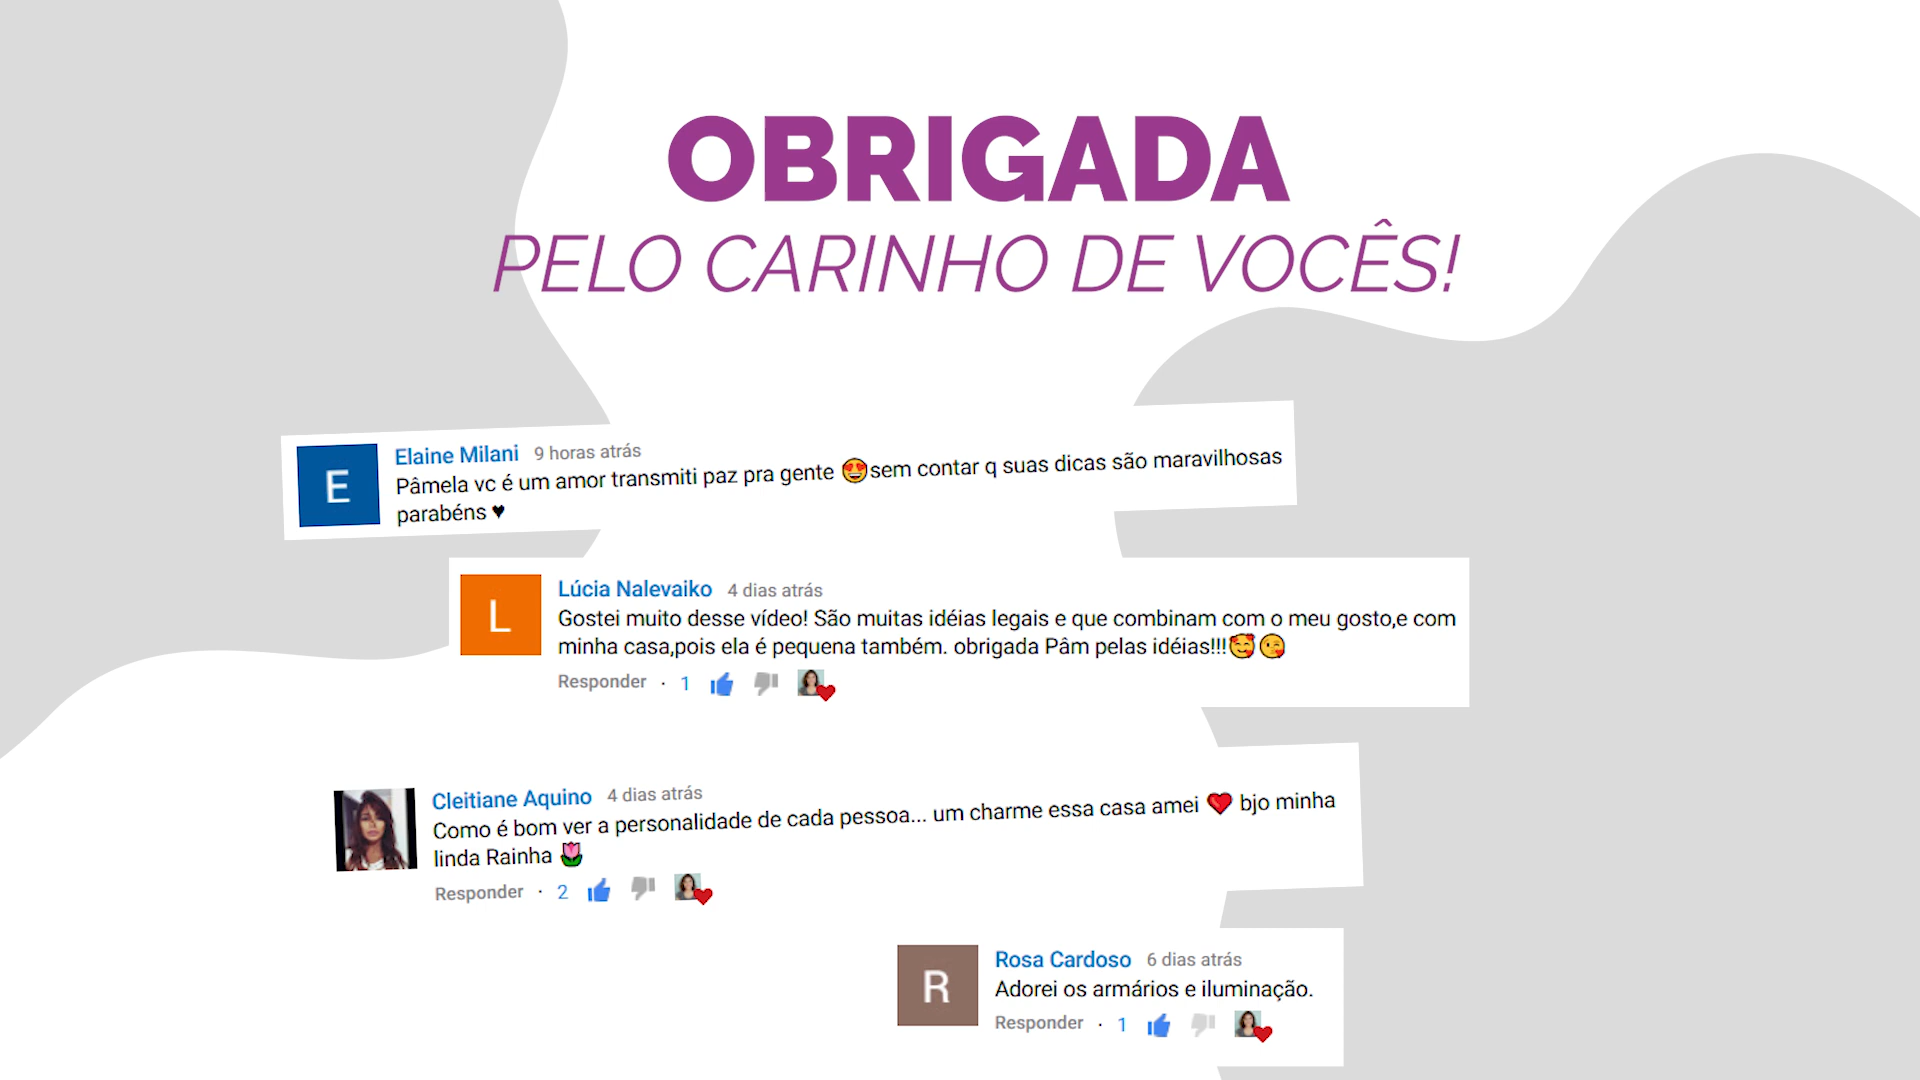 OBRIGADA
PELO CARINHO DE VOCÊS!
E
Elaine Milani 9 horas atrás
Pâmela vc é um amor transmiti paz pra gente 😍sem contar q suas dicas são maravilhosas
parabéns ♥
L
Lúcia Nalevaiko 4 dias atrás
Gostei muito desse vídeo! São muitas idéias legais e que combinam com o meu gosto,e com
minha casa,pois ela é pequena também. obrigada Pâm pelas idéias!!!🥰😘
Responder · 1
Cleitiane Aquino 4 dias atrás
Como é bom ver a personalidade de cada pessoa... um charme essa casa amei ❤️ bjo minha
linda Rainha 🌷
Responder · 2
R
Rosa Cardoso 6 dias atrás
Adorei os armários e iluminação.
Responder · 1